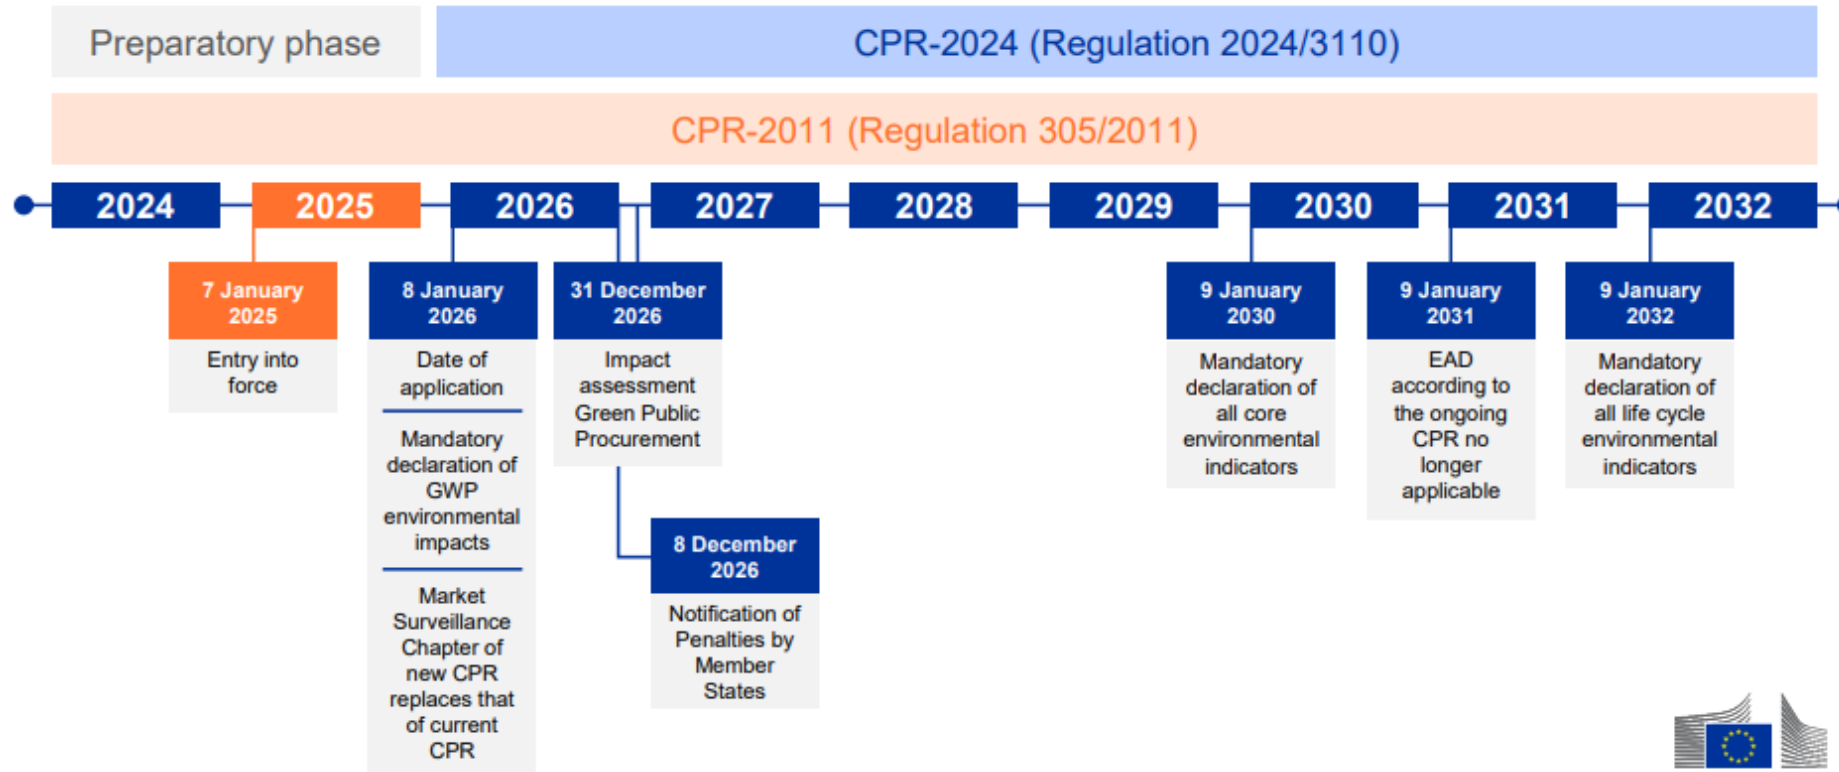 Preparatory phase
CPR-2024 (Regulation 2024/3110)
CPR-2011 (Regulation 305/2011)
2024
2025
2026
2027
2028
2029
2030
2031
2032
7 January
2025
Entry into
force
8 January
2026
Date of
application
Mandatory
declaration of
GWP
environmental
impacts
Market
Surveillance
Chapter of
new CPR
replaces that
of current
CPR
31 December
2026
Impact
assessment
Green Public
Procurement
8 December
2026
Notification of
Penalties by
Member
States
9 January
2030
Mandatory
declaration of
all core
environmental
indicators
9 January
2031
EAD
according to
the ongoing
CPR no
longer
applicable
9 January
2032
Mandatory
declaration of
all life cycle
environmental
indicators